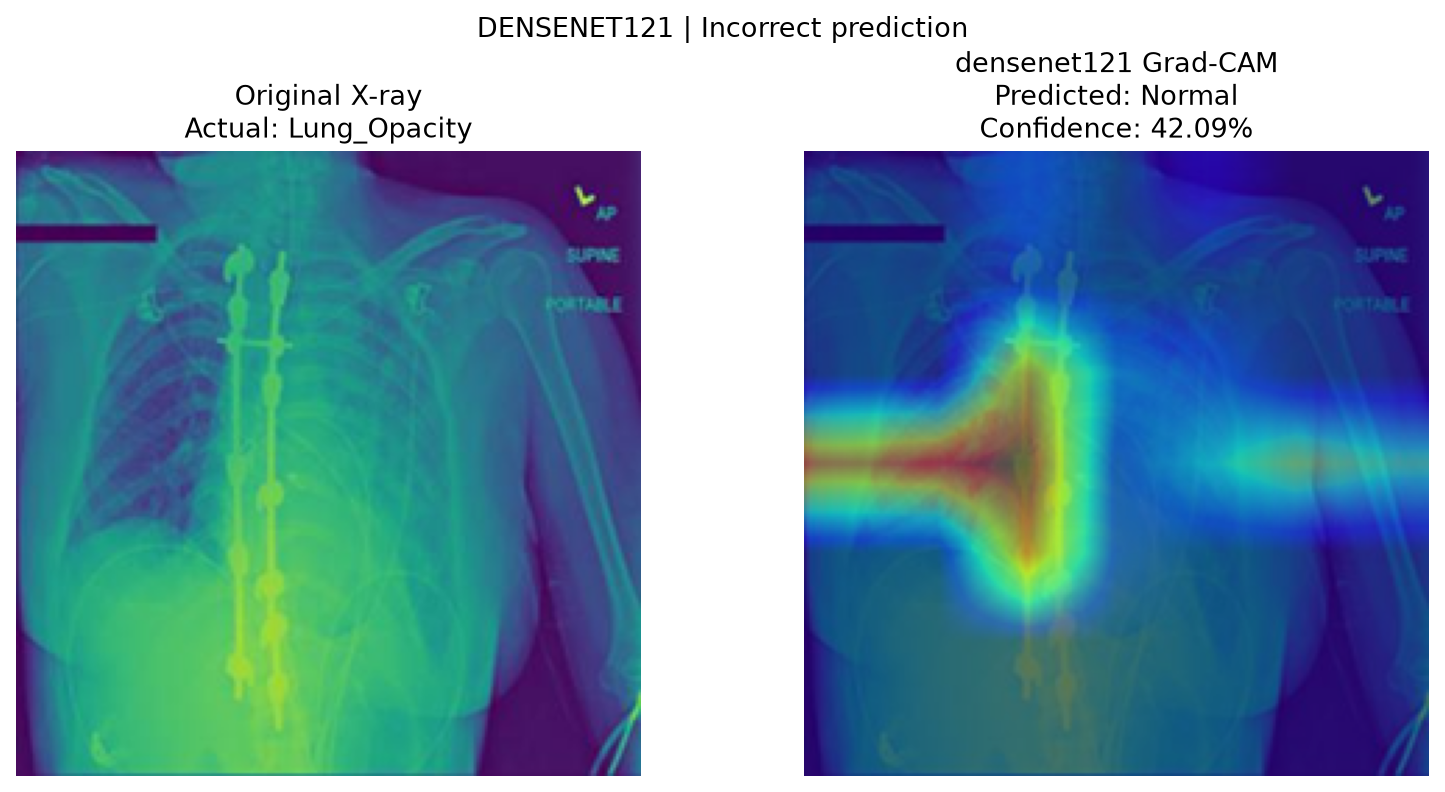 DENSENET121 | Incorrect prediction
Original X-ray
Actual: Lung_Opacity
L
AP
SUPINE
PORTABLE
densenet121 Grad-CAM
Predicted: Normal
Confidence: 42.09%
L
AP
SUPINE
PORTABLE